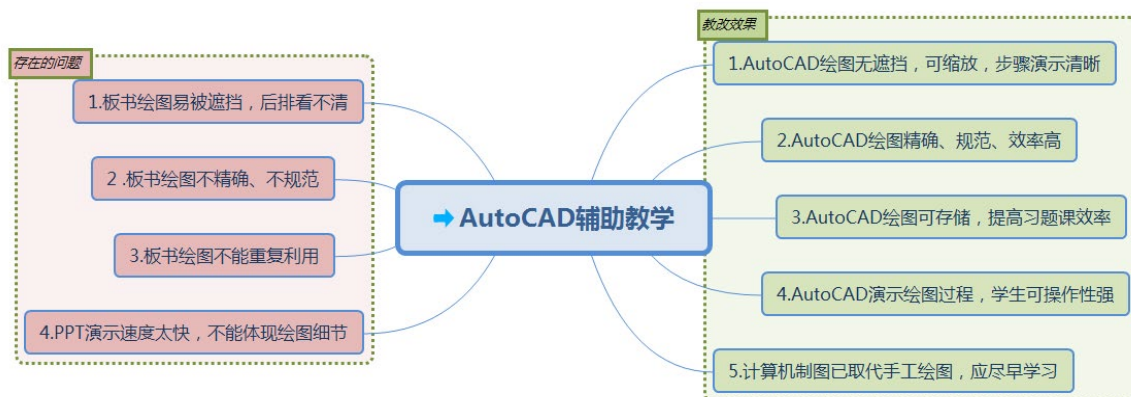 存在的问题
1.板书绘图易被遮挡，后排看不清
2 .板书绘图不精确、不规范
3.板书绘图不能重复利用
4.PPT演示速度太快，不能体现绘图细节
AutoCAD辅助教学
教改效果
1.AutoCAD绘图无遮挡，可缩放，步骤演示清晰
2.AutoCAD绘图精确、规范、效率高
3.AutoCAD绘图可存储，提高习题课效率
4.AutoCAD演示绘图过程，学生可操作性强
5.计算机制图已取代手工绘图，应尽早学习